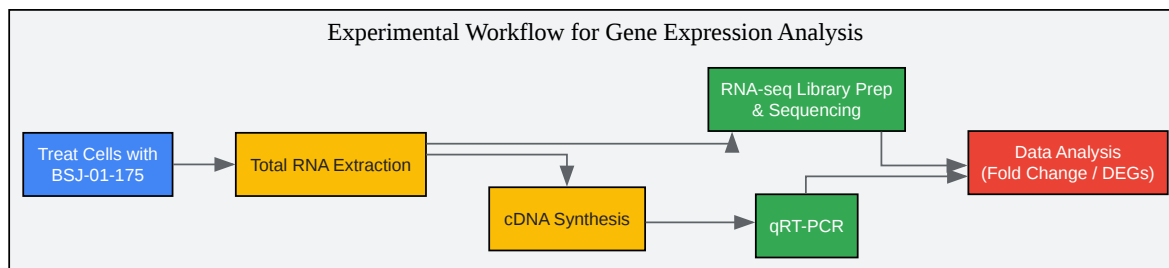 Experimental Workflow for Gene Expression Analysis
Treat Cells with
BSJ-01-175
Total RNA Extraction
RNA-seq Library Prep
& Sequencing
cDNA Synthesis
qRT-PCR
Data Analysis
(Fold Change / DEGs)